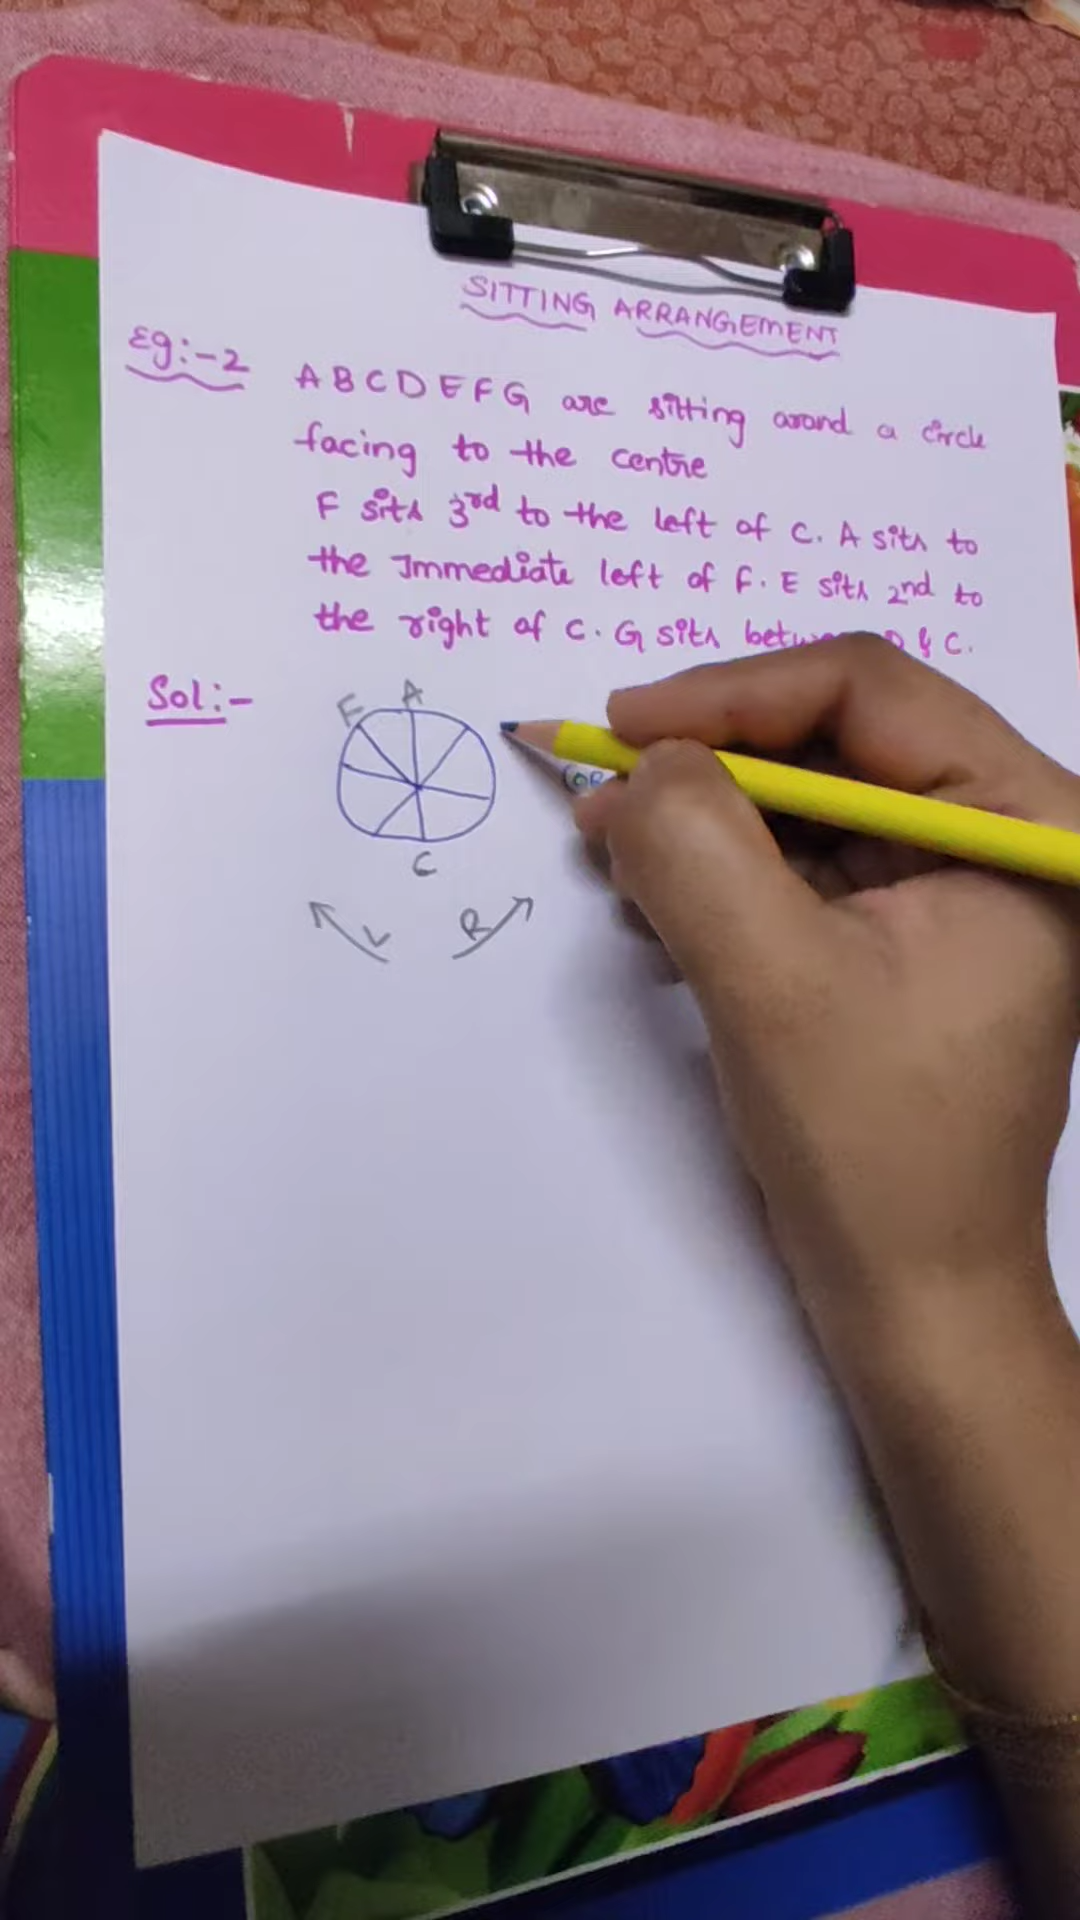 SITTING ARRANGEMENT
Eg:-2 A B C D E F G are sitting arond a circle
facing to the centre
F sits 3rd to the left of C. A sits to
the Immediate left of F. E sits 2nd to
the right of C. G sits & C.
Sol:-
A
C
L R